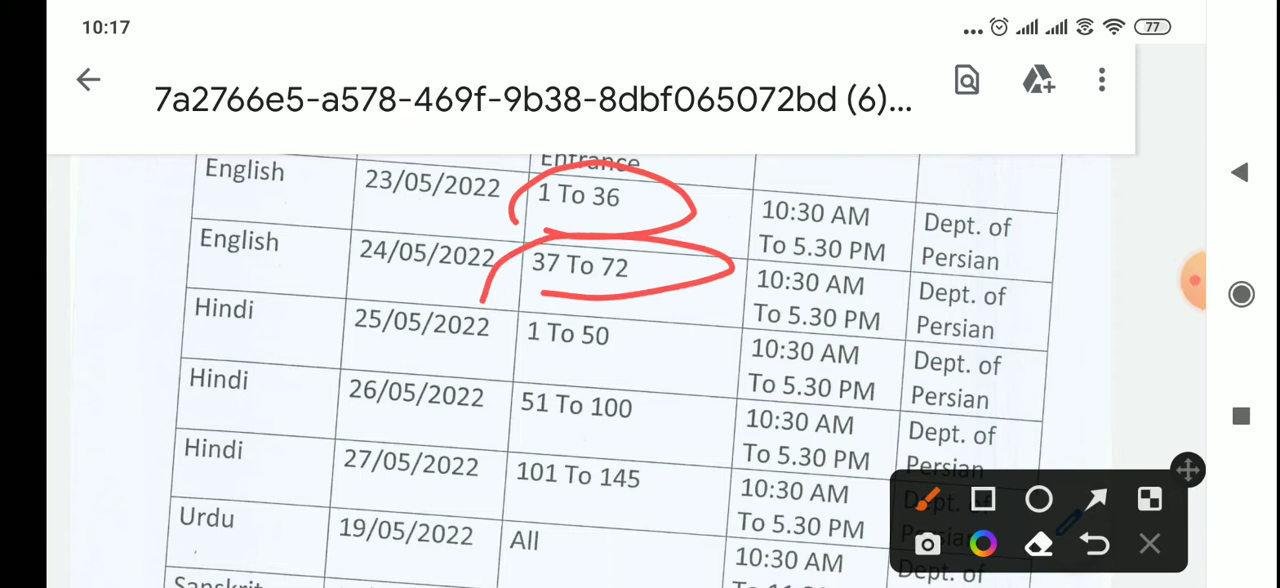 10:17
77
7a2766e5-a578-469f-9b38-8dbf065072bd (6)...
Entrance
English 23/05/2022 1 To 36 10:30 AM To 5.30 PM Dept. of Persian
English 24/05/2022 37 To 72 10:30 AM To 5.30 PM Dept. of Persian
Hindi 25/05/2022 1 To 50 10:30 AM To 5.30 PM Dept. of Persian
Hindi 26/05/2022 51 To 100 10:30 AM To 5.30 PM Dept. of Persian
Hindi 27/05/2022 101 To 145 10:30 AM To 5.30 PM Dept. of Persian
Urdu 19/05/2022 All 10:30 AM Dept. of
Sanskrit